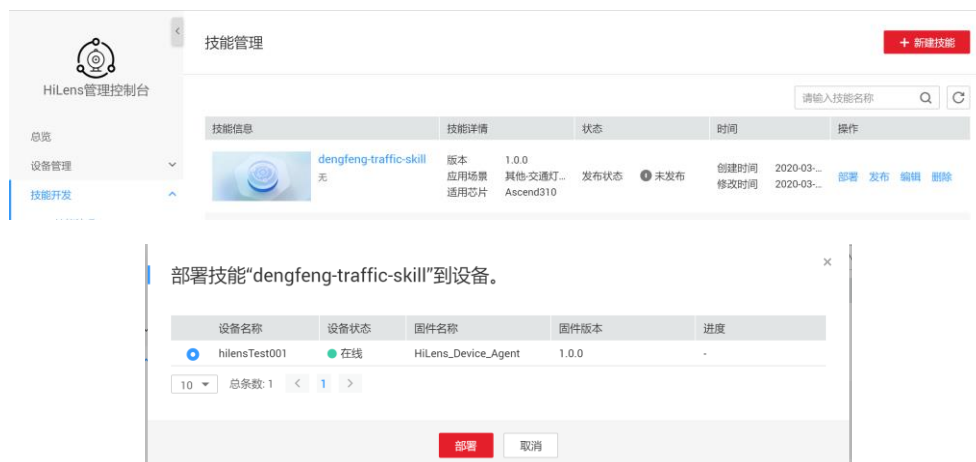 技能管理
+ 新建技能
HiLens管理控制台
请输入技能名称
总览
设备管理
技能开发
技能信息 技能详情 状态 时间 操作
dengfeng-traffic-skill
无
版本 1.0.0
应用场景 其他-交通灯...
适用芯片 Ascend310
发布状态 未发布
创建时间 2020-03-...
修改时间 2020-03-...
部署 发布 编辑 删除
部署技能“dengfeng-traffic-skill”到设备。
设备名称 设备状态 固件名称 固件版本 进度
hilensTest001 在线 HiLens_Device_Agent 1.0.0 -
10 总条数: 1 < 1 >
部署 取消